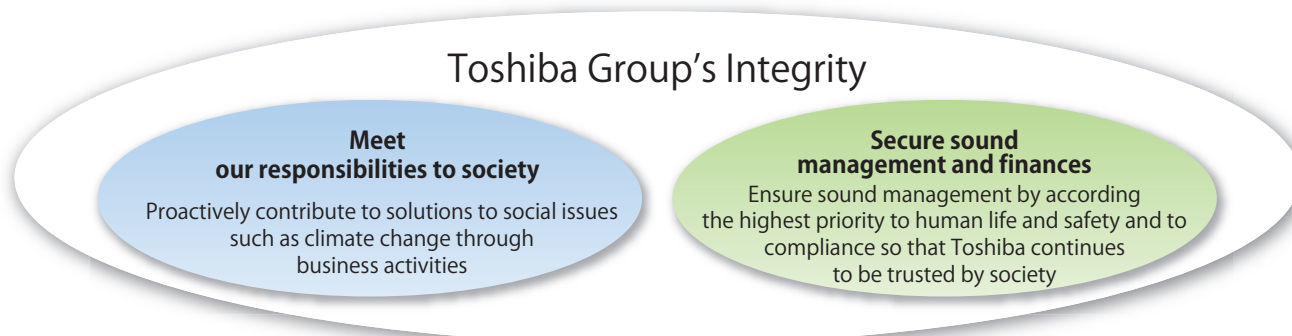 Toshiba Group's Integrity
Meet
our responsibilities to society
Proactively contribute to solutions to social issues
such as climate change through
business activities
Secure sound
management and finances
Ensure sound management by according
the highest priority to human life and safety and to
compliance so that Toshiba continues
to be trusted by society